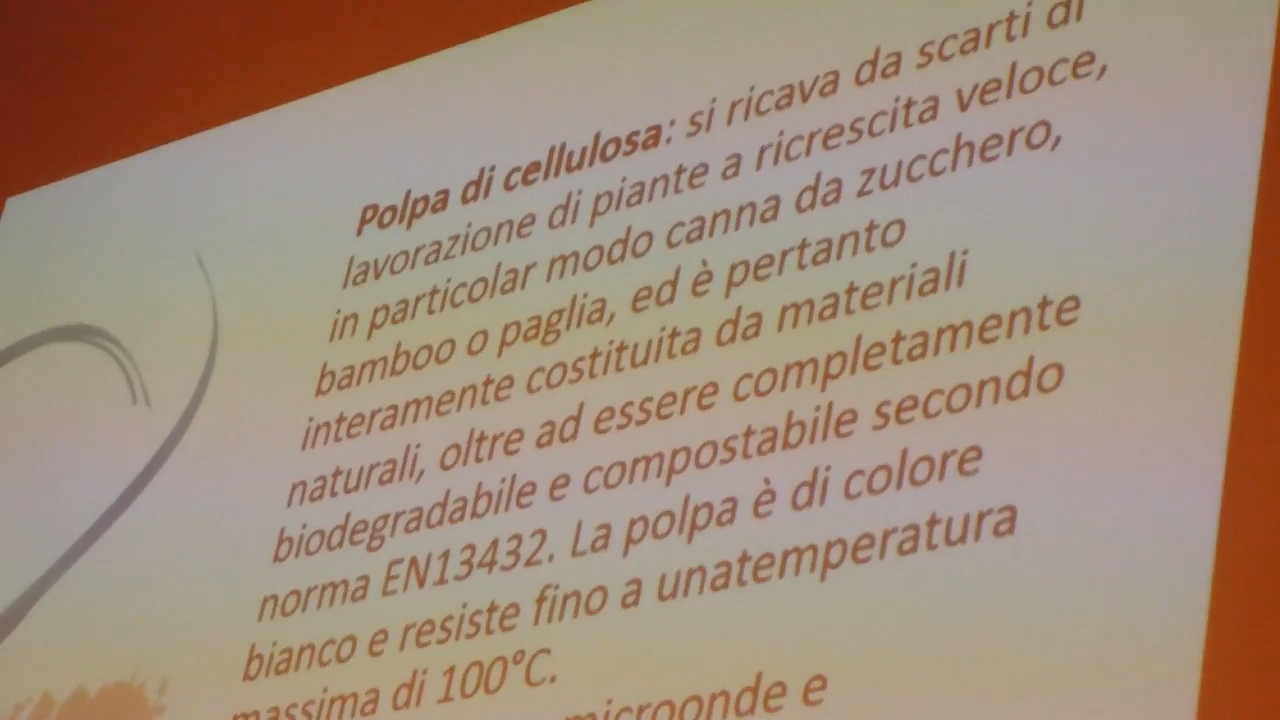 Polpa di cellulosa: si ricava da scarti di
lavorazione di piante a ricrescita veloce,
in particolar modo canna da zucchero,
bamboo o paglia, ed è pertanto
interamente costituita da materiali
naturali, oltre ad essere completamente
biodegradabile e compostabile secondo
norma EN13432. La polpa è di colore
bianco e resiste fino a unatemperatura
massima di 100°C.
microonde e